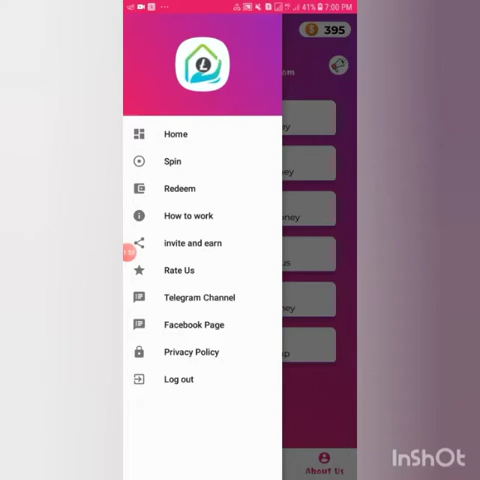 41% 7:00 PM
395
Home
Spin
Redeem
How to work
invite and earn
Rate Us
Telegram Channel
Facebook Page
Privacy Policy
Log out
About Us
InShOt